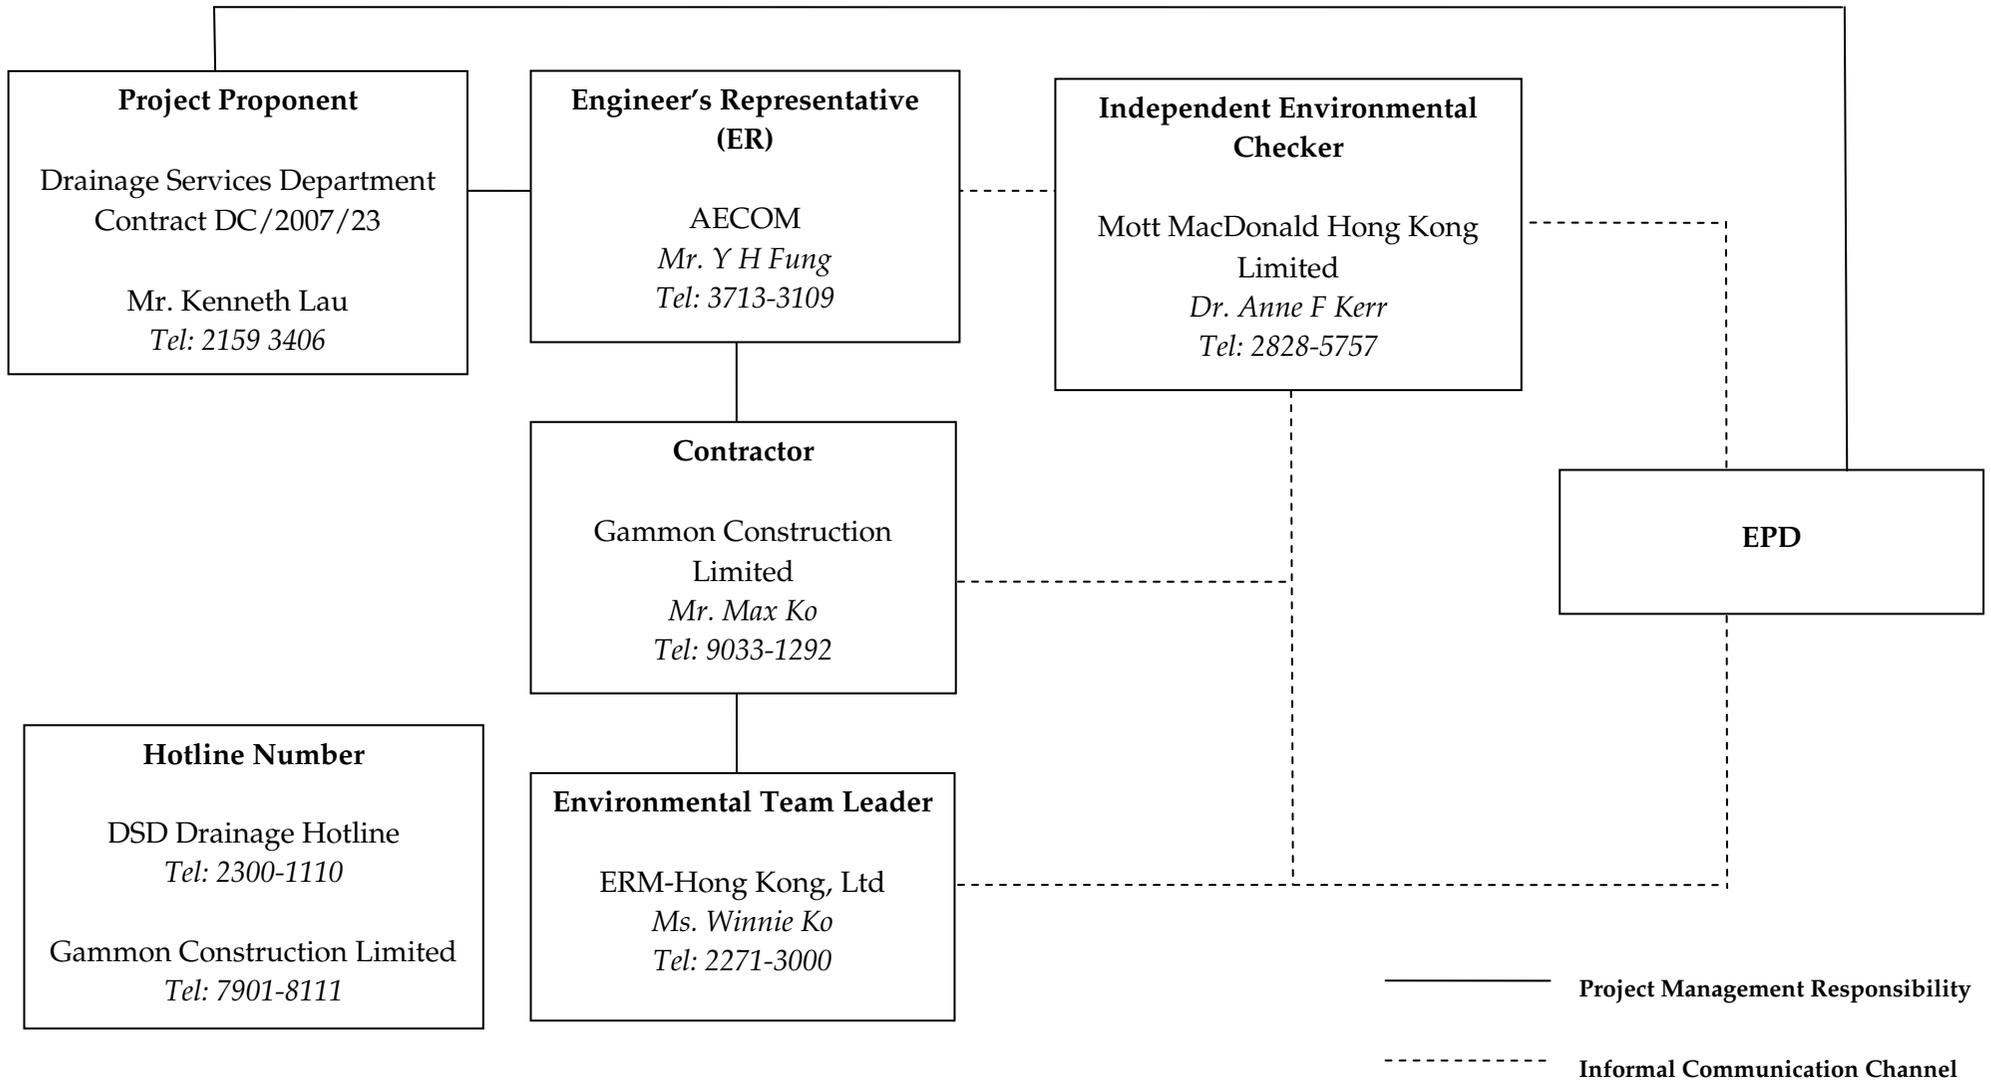 Project Proponent
Drainage Services Department
Contract DC/2007/23
Mr. Kenneth Lau
Tel: 2159 3406
Engineer’s Representative
(ER)
AECOM
Mr. Y H Fung
Tel: 3713-3109
Independent Environmental
Checker
Mott MacDonald Hong Kong
Limited
Dr. Anne F Kerr
Tel: 2828-5757
Contractor
Gammon Construction
Limited
Mr. Max Ko
Tel: 9033-1292
EPD
Hotline Number
DSD Drainage Hotline
Tel: 2300-1110
Gammon Construction Limited
Tel: 7901-8111
Environmental Team Leader
ERM-Hong Kong, Ltd
Ms. Winnie Ko
Tel: 2271-3000
Project Management Responsibility
Informal Communication Channel